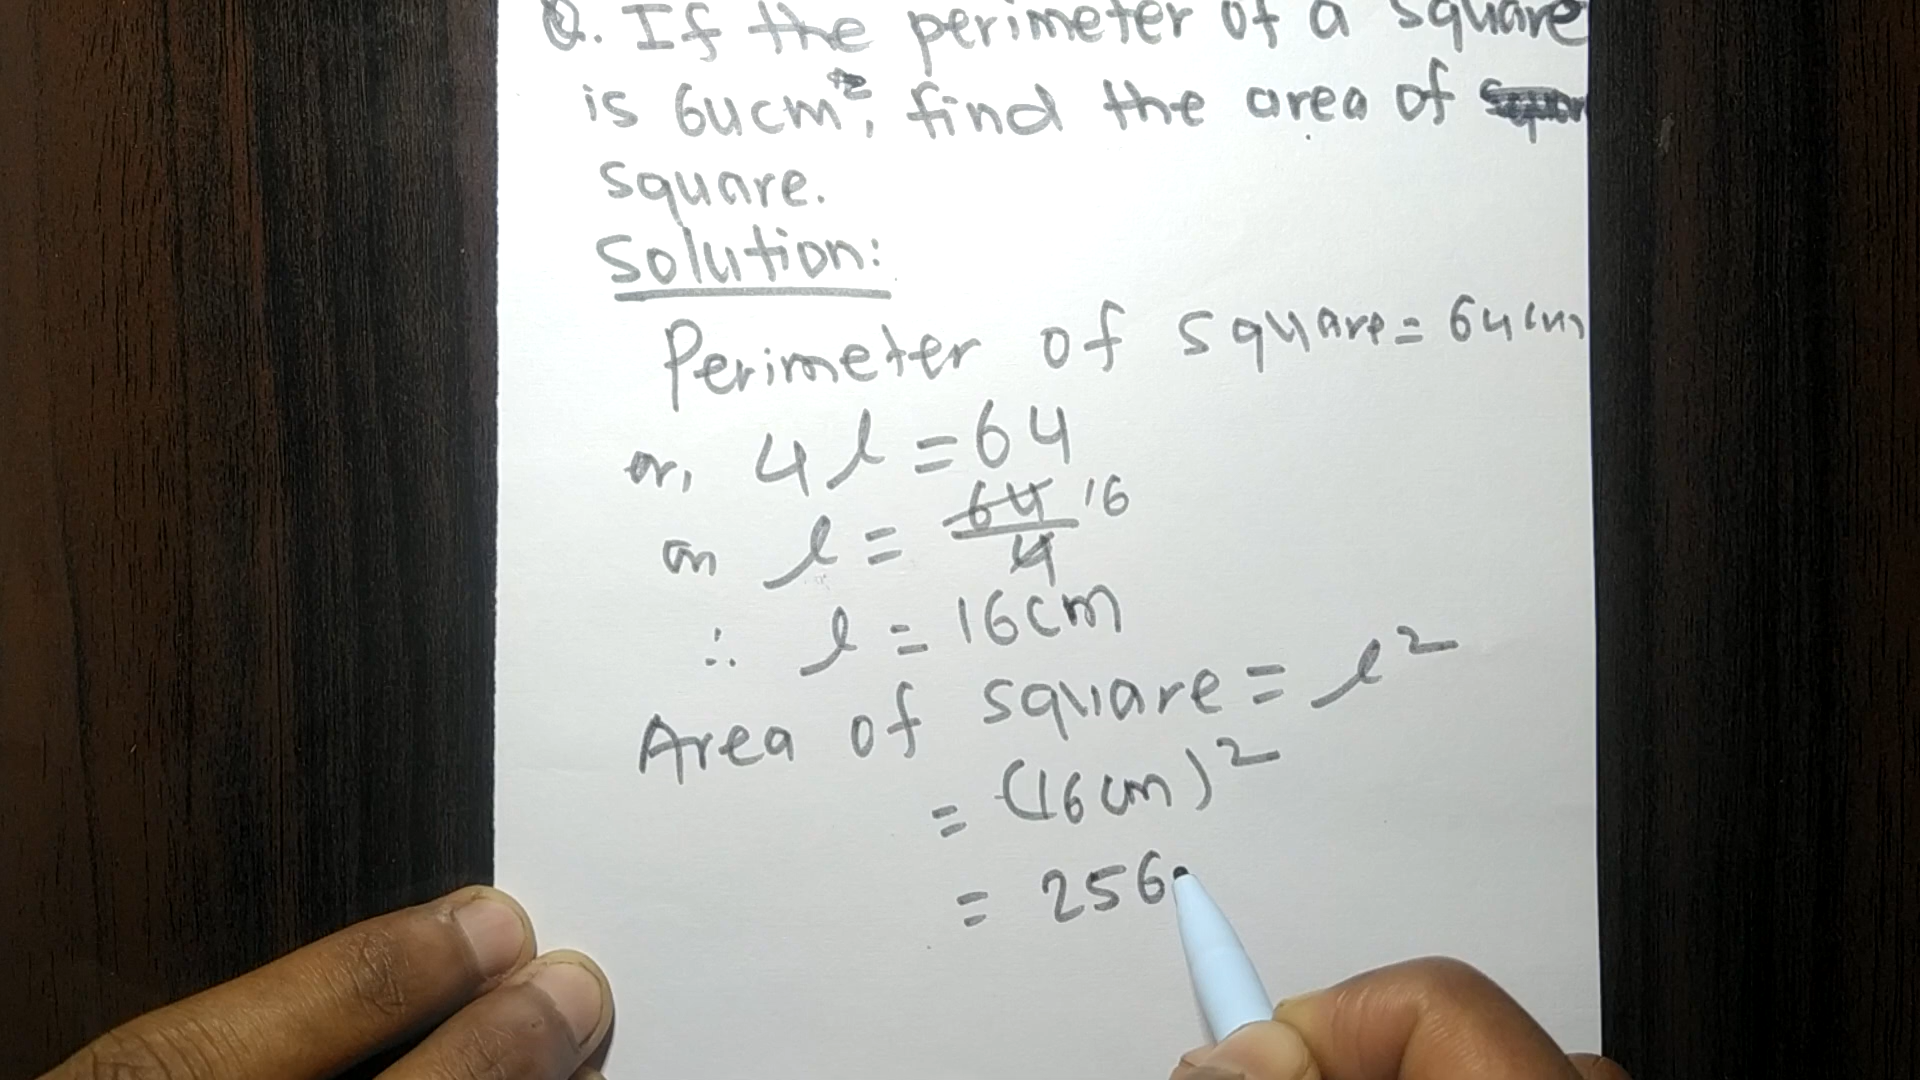 Q. If the perimeter of a square
is 64cm², find the area of
square.
Solution:
Perimeter of square = 64cm
or, 4l = 64
or l = 64/4 16
∴ l = 16cm
Area of square = l²
= (16cm)²
= 256